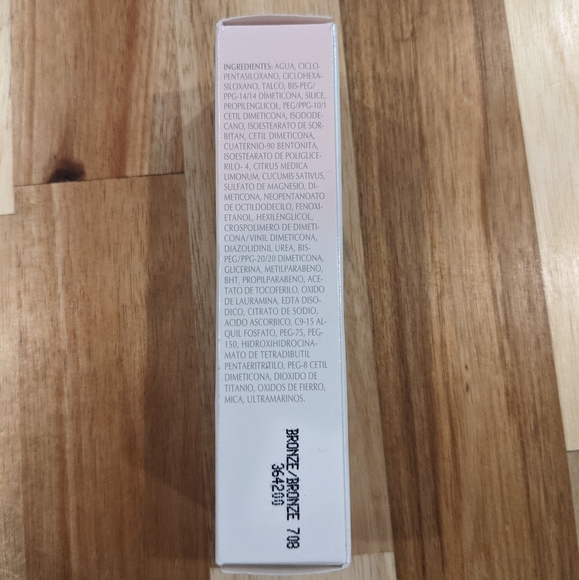 INGREDIENTES: AGUA, CICLO-
PENTASILOXANO, CICLOHEXA-
SILOXANO, TALCO, BIS-PEG/
PPG-14/14 DIMETICONA, SILICE,
PROPILENGLICOL, PEG/PPG-10/1
CETIL DIMETICONA, ISODODE-
CANO, ISOESTEARATO DE SOR-
BITAN, CETIL DIMETICONA,
CUATERNIO-90 BENTONITA,
ISOESTEARATO DE POLIGLICE-
RILO- 4. CITRUS MEDICA
LIMONUM, CUCUMIS SATIVUS,
SULFATO DE MAGNESIO, DI-
METICONA, NEOPENTANOATO
DE OCTILDODECILO, FENOXI-
ETANOL, HEXILENGLICOL,
CROSPOLIMERO DE DIMETI-
CONA/VINIL DIMETICONA,
DIAZOLIDINIL UREA, BIS-
PEG/PPG-20/20 DIMETICONA,
GLICERINA, METILPARABENO,
BHT, PROPILPARABENO, ACE-
TATO DE TOCOFERILO, OXIDO
DE LAURAMINA, EDTA DISO-
DICO, CITRATO DE SODIO,
ACIDO ASCORBICO, C9-15 AL-
QUIL FOSFATO, PEG-75, PEG-
150, HIDROXIHIDROCINA-
MATO DE TETRADIBUTIL
PENTAERITRITILO, PEG-8 CETIL
DIMETICONA, DIOXIDO DE
TITANIO, OXIDOS DE FIERRO,
MICA, ULTRAMARINOS.
BRONZE/BRONZE 708
364200